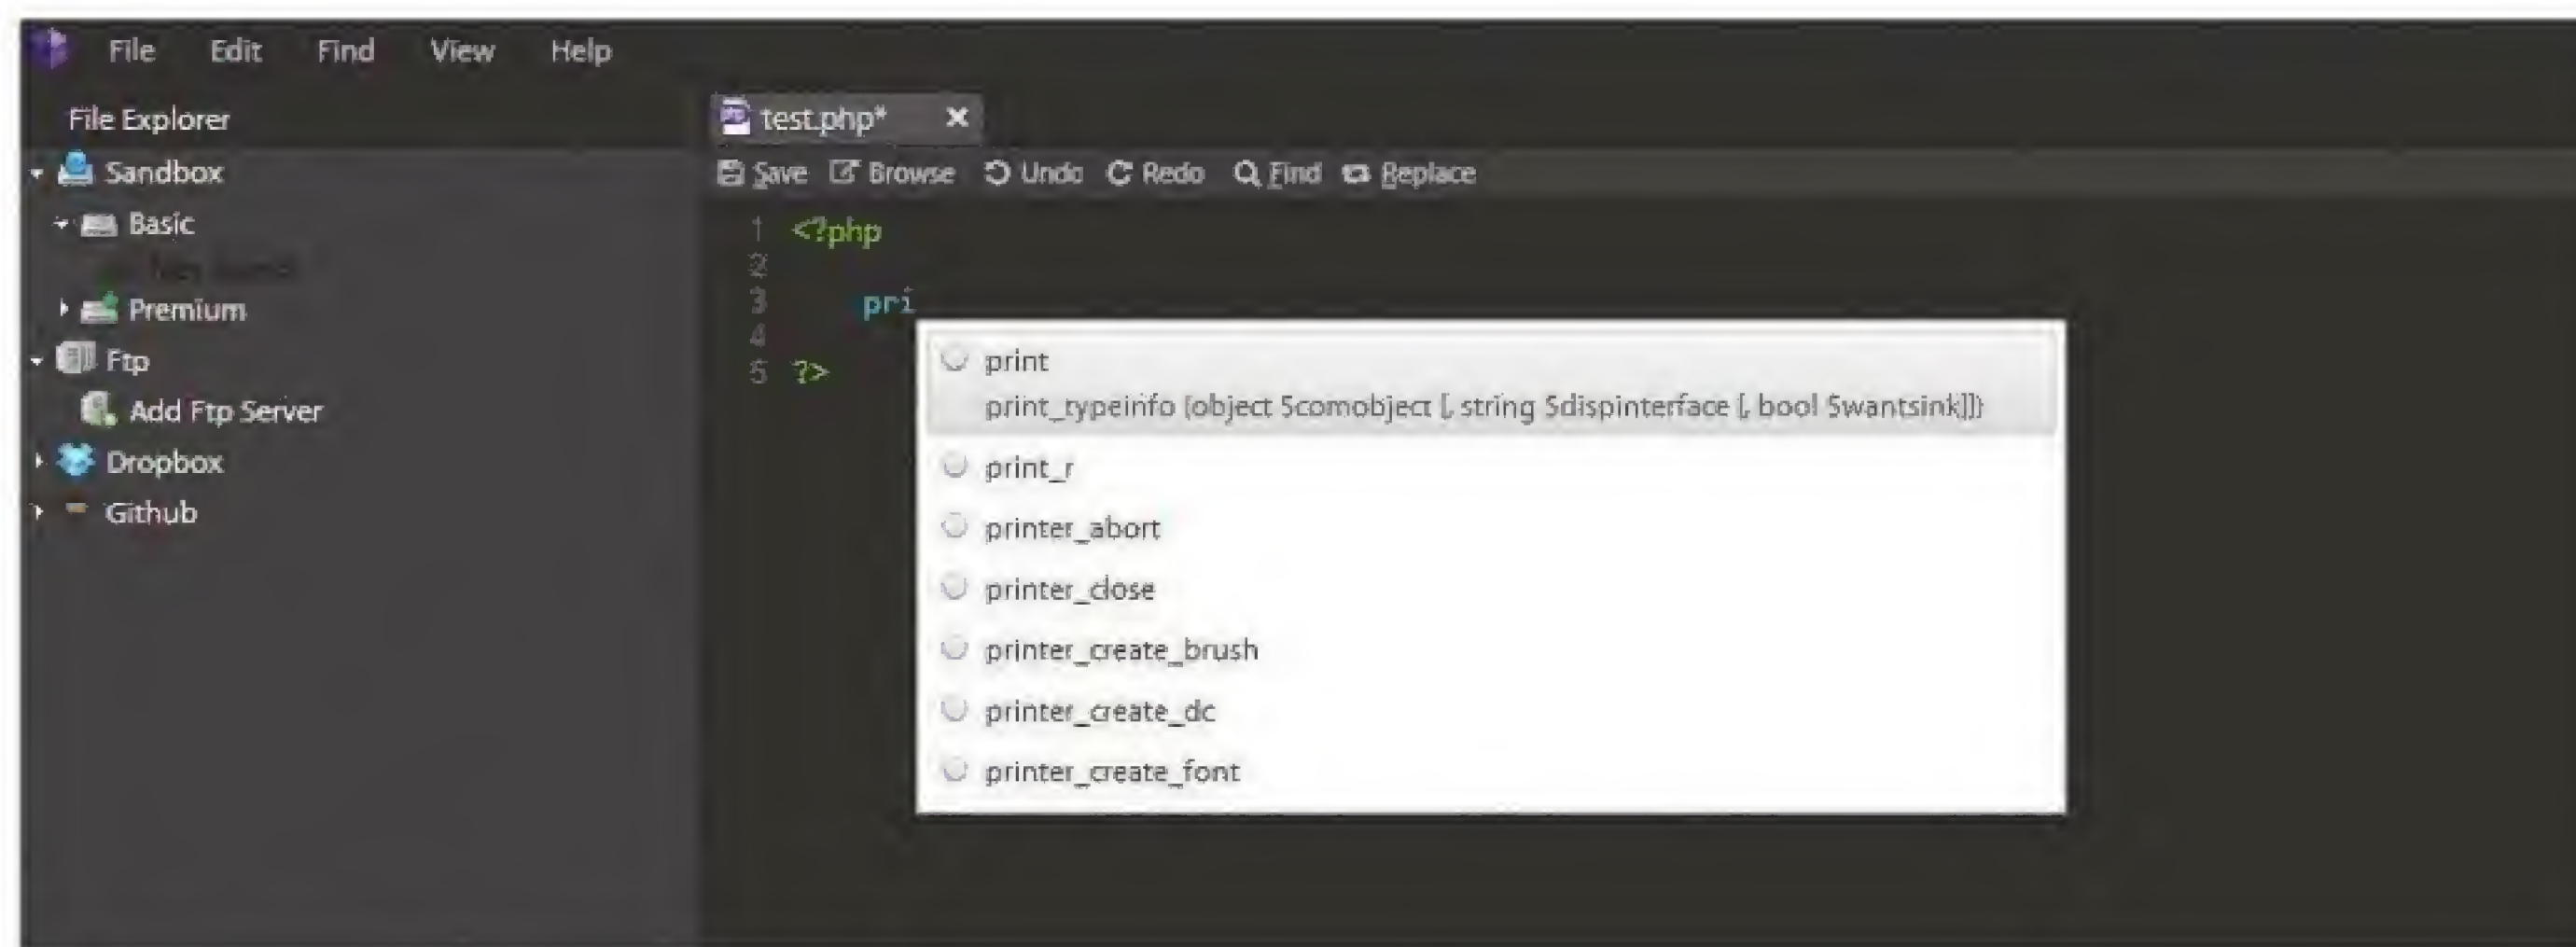 File Edit Find View Help
File Explorer
Sandbox
Basic
Premium
Ftp
Add Ftp Server
Dropbox
Github
test.php* ×
Save Browse Undo Redo Find Replace
1 <?php
2
3 pri
4
5 ?>
print
print_typeinfo (object $comobject [, string $dispinterface [, bool $wantsink]])
print_r
printer_abort
printer_close
printer_create_brush
printer_create_dc
printer_create_font